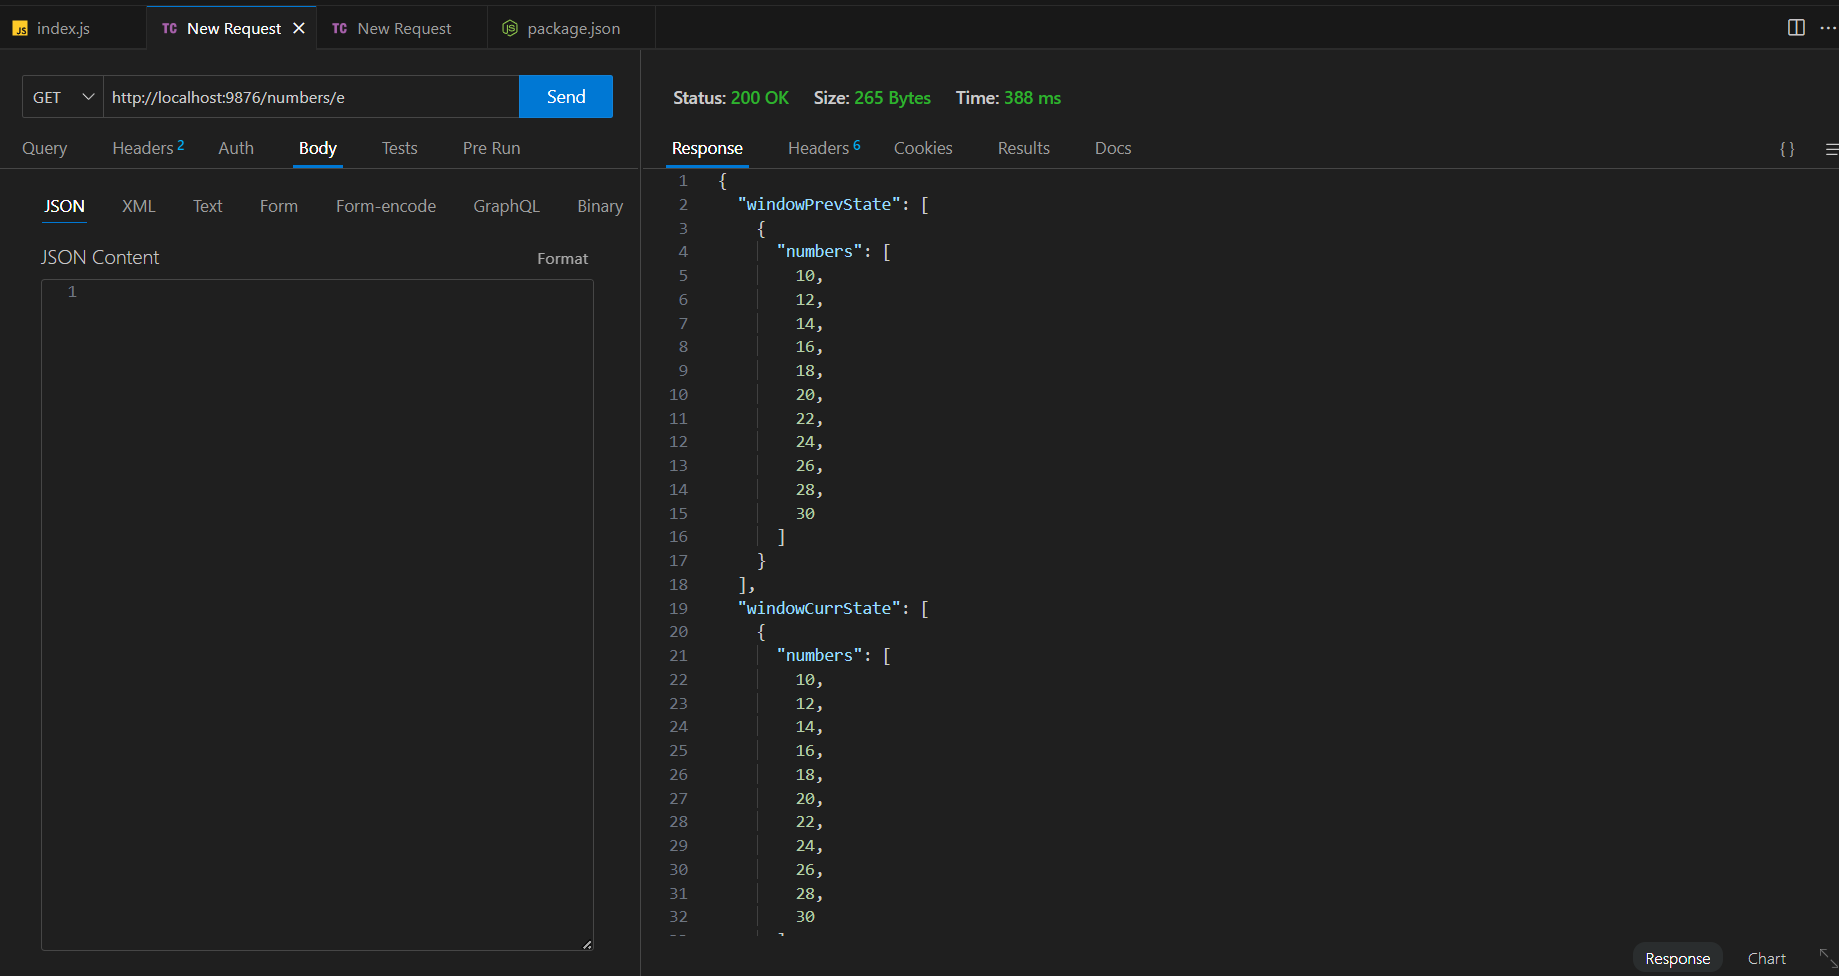 JS index.js
TC New Request
TC New Request
JS package.json
GET http://localhost:9876/numbers/e Send
Query Headers 2 Auth Body Tests Pre Run
JSON XML Text Form Form-encode GraphQL Binary
JSON Content Format
1
Status: 200 OK Size: 265 Bytes Time: 388 ms
Response Headers 6 Cookies Results Docs { }
1 {
2 "windowPrevState": [
3 {
4 "numbers": [
5 10,
6 12,
7 14,
8 16,
9 18,
10 20,
11 22,
12 24,
13 26,
14 28,
15 30
16 ]
17 }
18 ],
19 "windowCurrState": [
20 {
21 "numbers": [
22 10,
23 12,
24 14,
25 16,
26 18,
27 20,
28 22,
29 24,
30 26,
31 28,
32 30
Response Chart